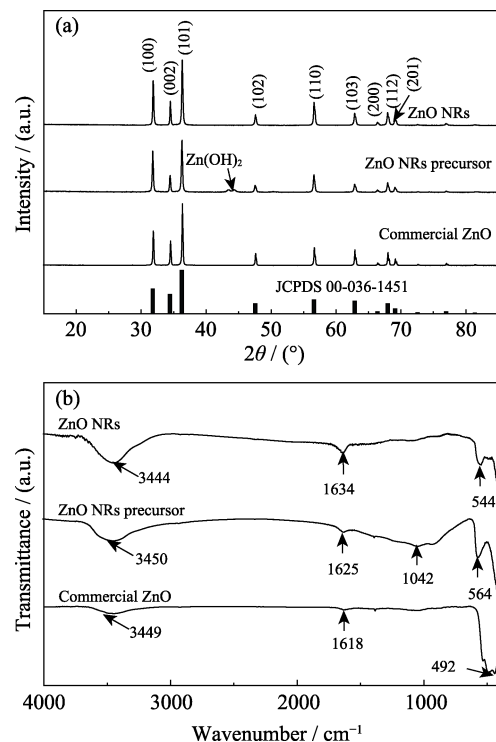 (a)
(100)
(002)
(101)
(102)
(110)
(103)
(200)
(112)
(201)
ZnO NRs
Zn(OH)₂
ZnO NRs precursor
Commercial ZnO
JCPDS 00-036-1451
Intensity / (a.u.)
20 30 40 50 60 70 80
2θ / (°)
(b)
ZnO NRs
3444
1634
544
ZnO NRs precursor
3450
1625
1042
564
Commercial ZnO
3449
1618
492
Transmittance / (a.u.)
4000 3000 2000 1000
Wavenumber / cm⁻¹